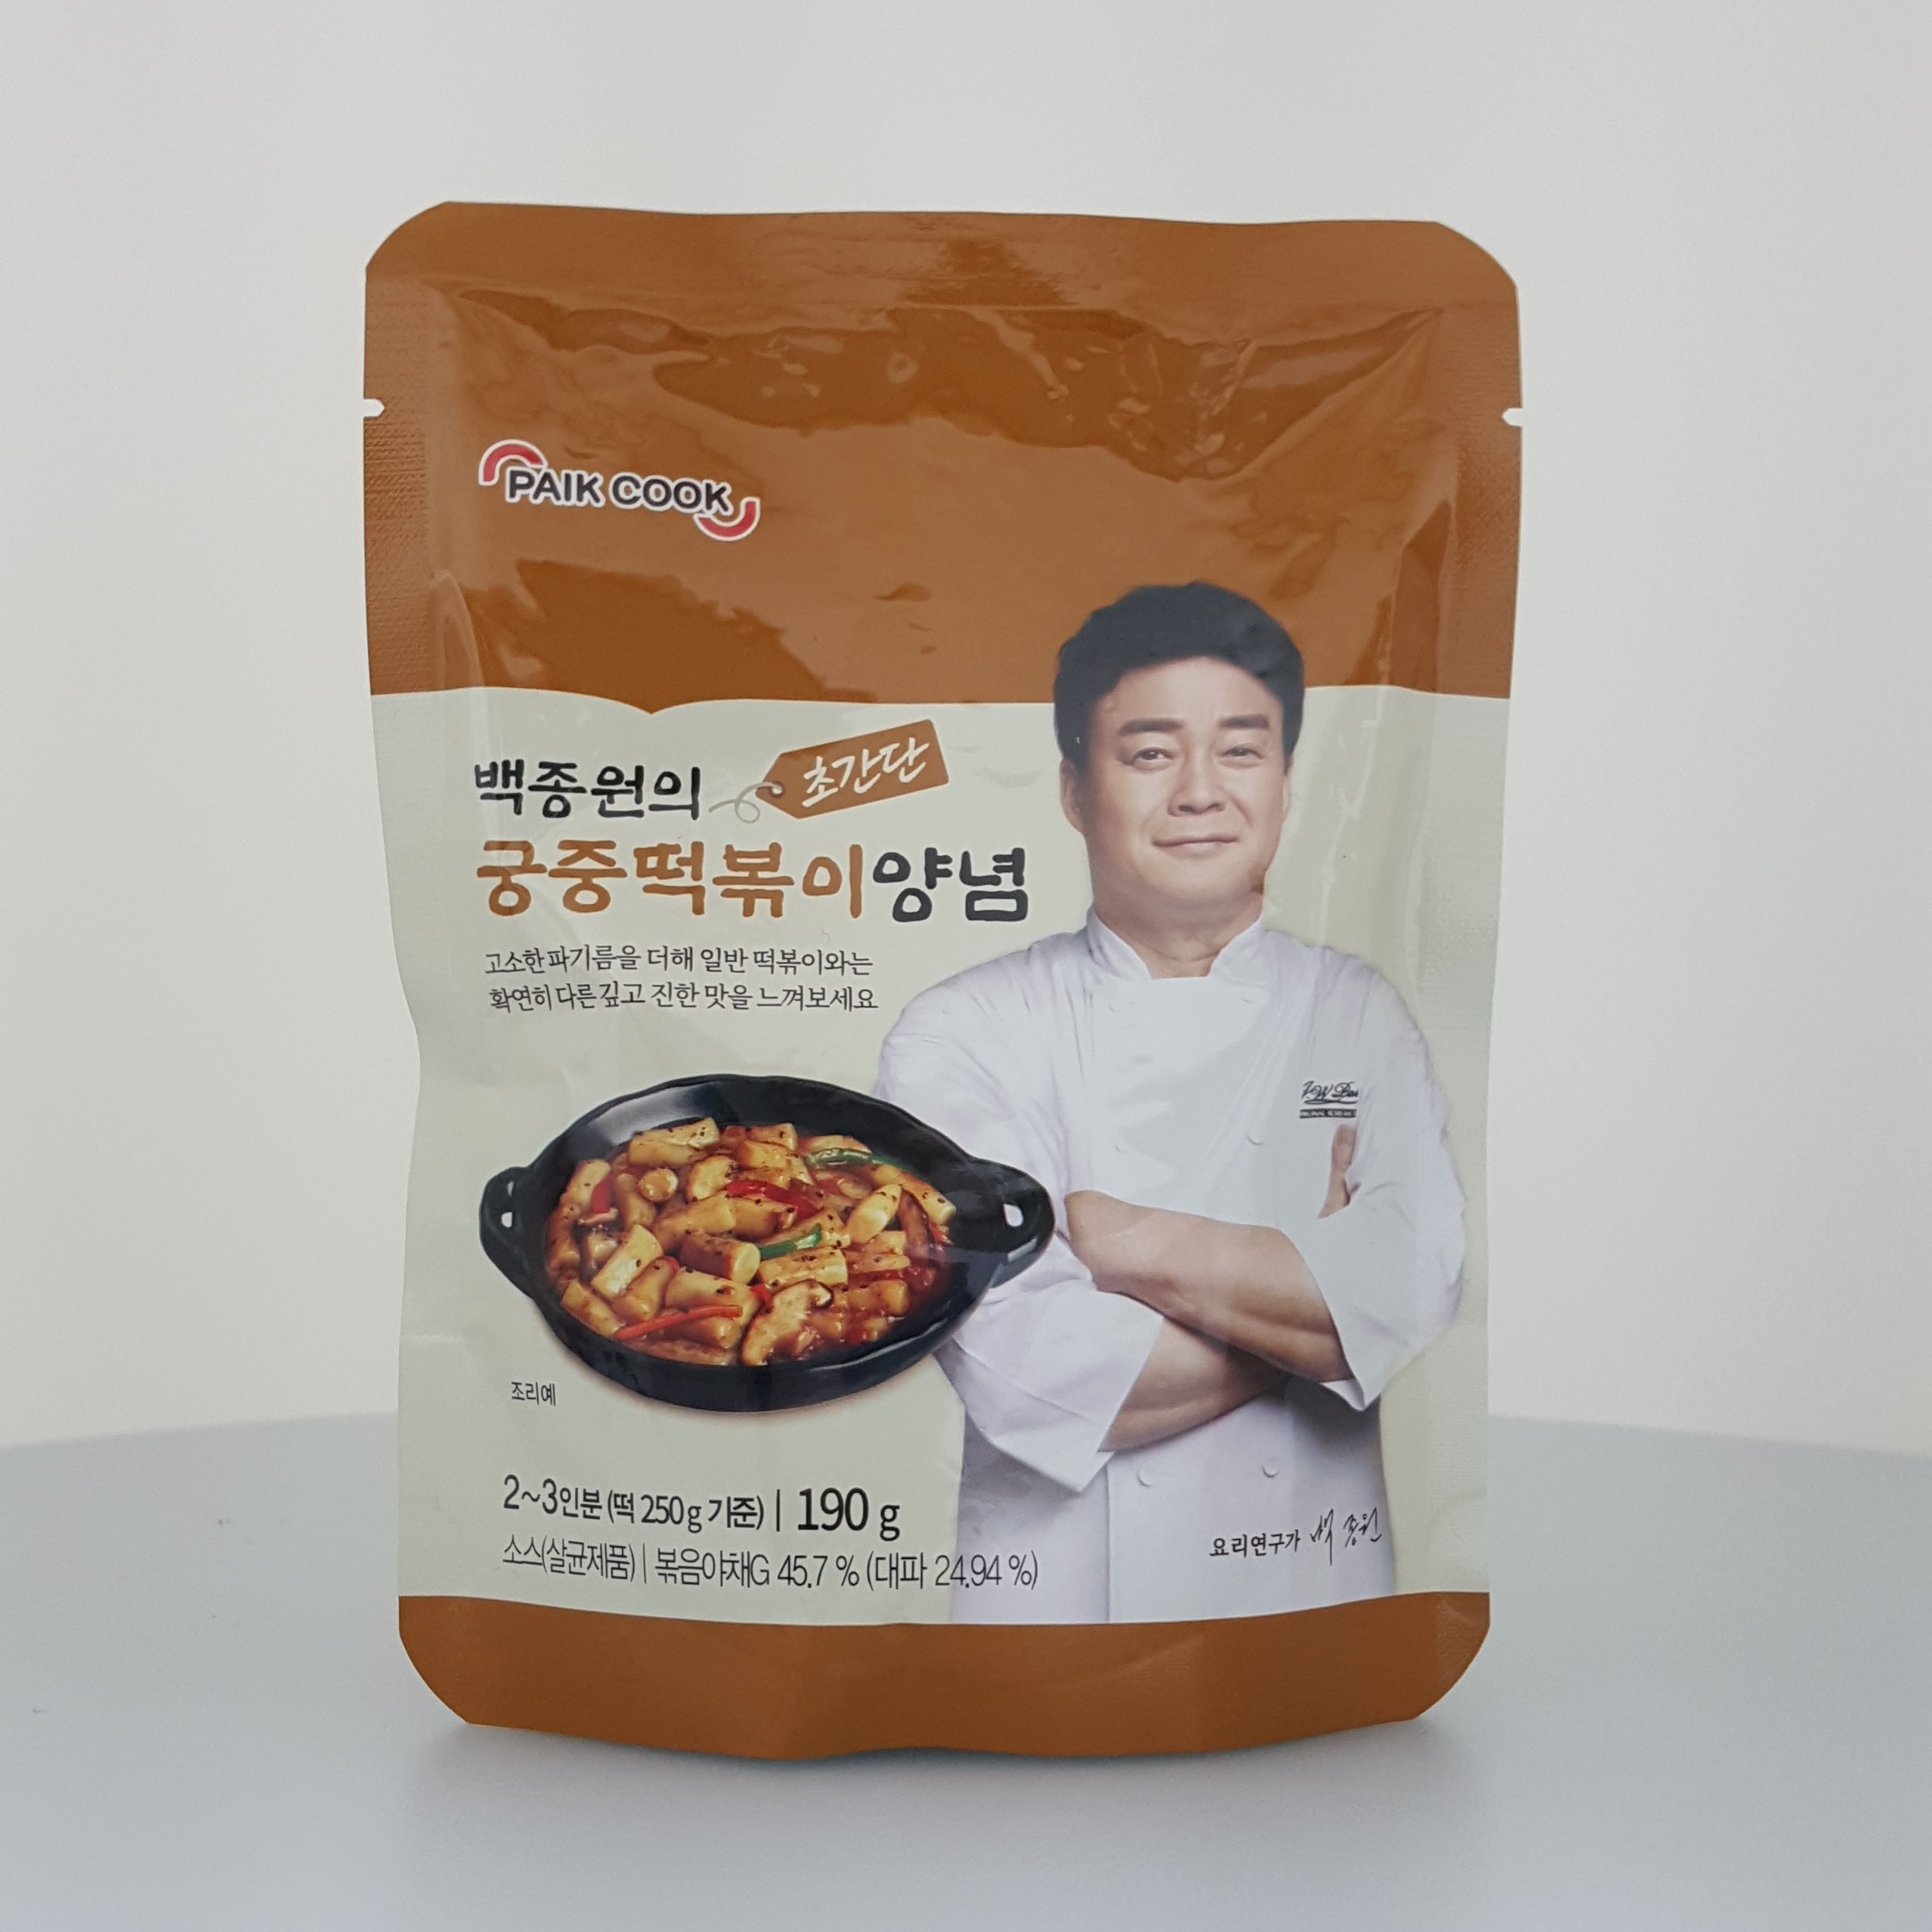 PAIK COOK
백종원의 초간단
궁중떡볶이양념
고소한 파기름을 더해 일반 떡볶이와는
확연히 다른 깊고 진한 맛을 느껴보세요
조리예
2~3인분 (떡 250g 기준) | 190 g
소스(살균제품) | 볶음야채G 45.7 % (대파 24.94 %)
요리연구가 백종원